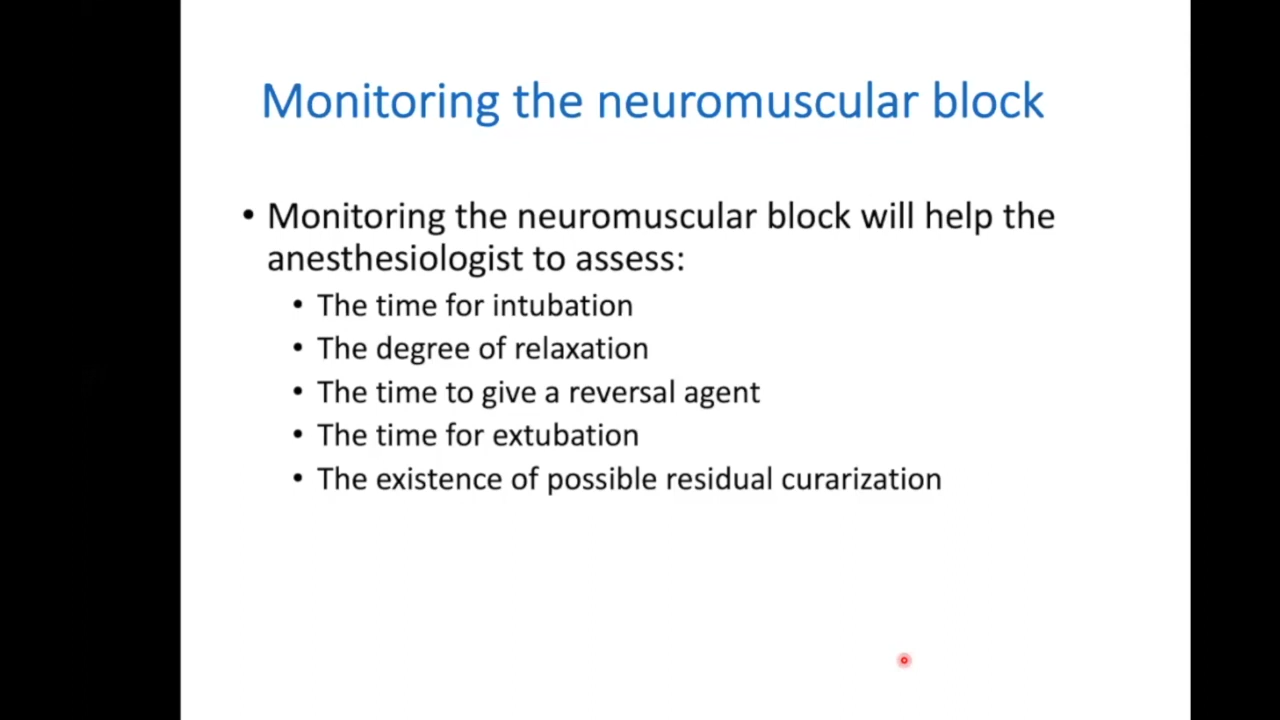 Monitoring the neuromuscular block
• Monitoring the neuromuscular block will help the
anesthesiologist to assess:
• The time for intubation
• The degree of relaxation
• The time to give a reversal agent
• The time for extubation
• The existence of possible residual curarization